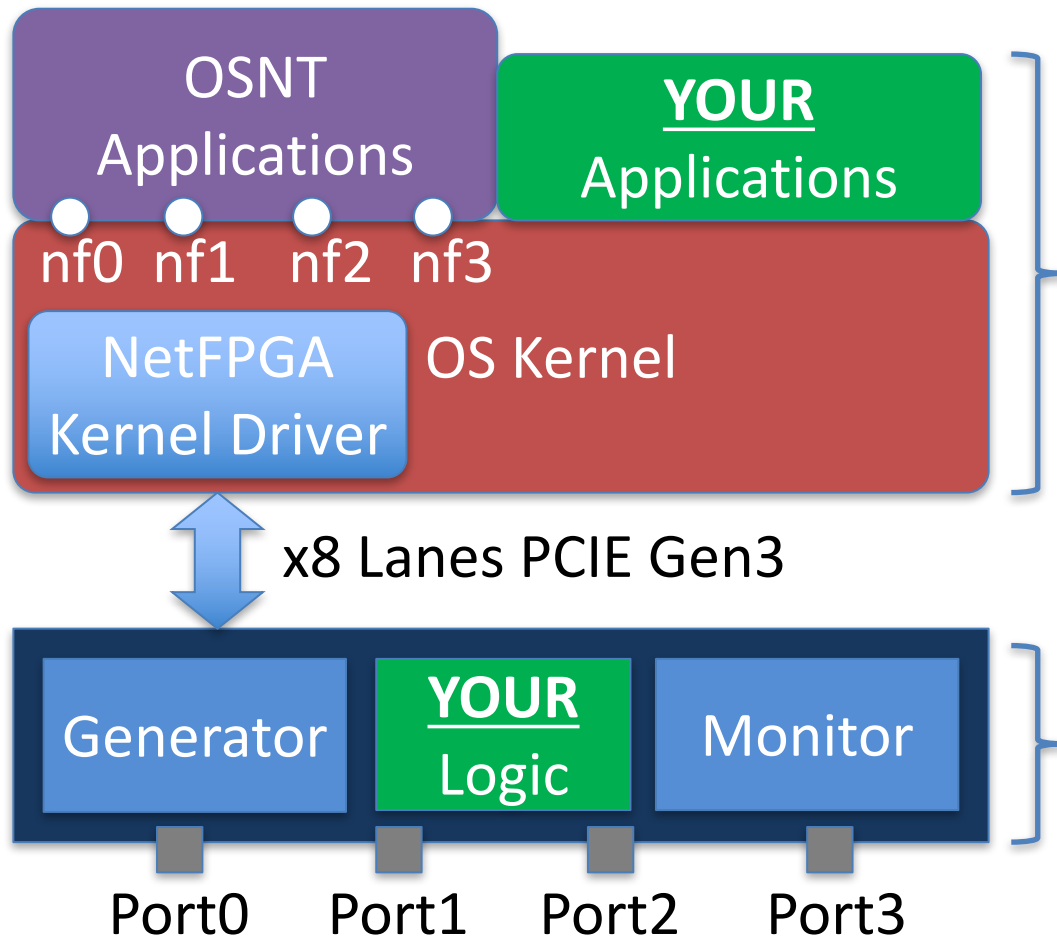 OSNT
Applications
YOUR
Applications
nf0 nf1 nf2 nf3
NetFPGA
Kernel Driver
OS Kernel
x8 Lanes PCIE Gen3
Generator
YOUR
Logic
Monitor
Port0 Port1 Port2 Port3